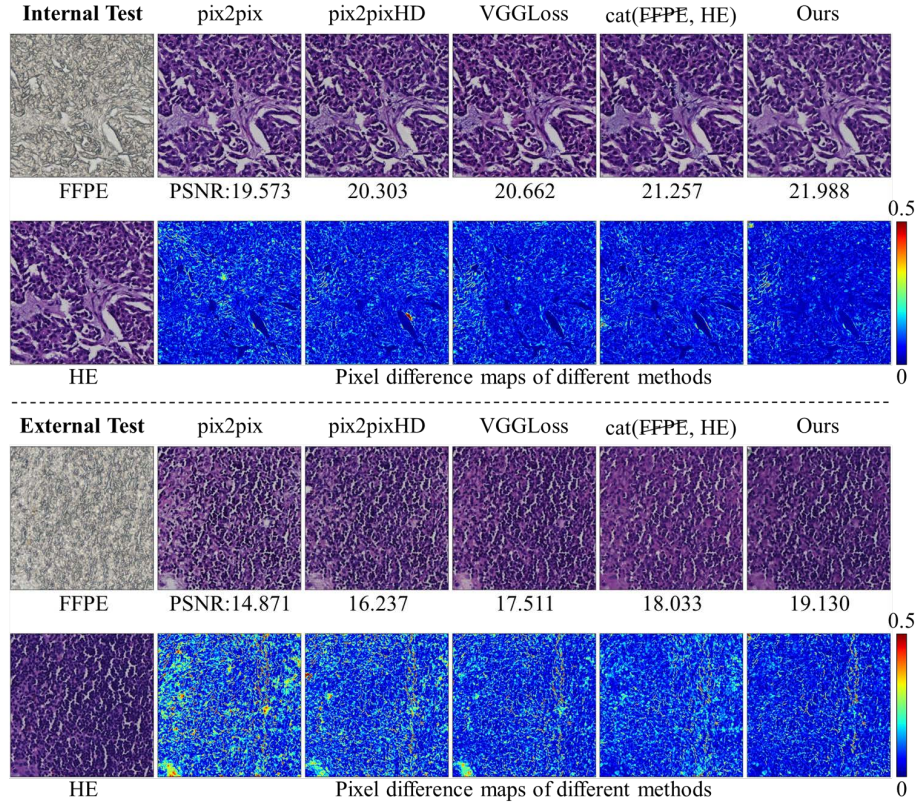 Internal Test pix2pix pix2pixHD VGGLoss cat(FFPE, HE) Ours
FFPE PSNR:19.573 20.303 20.662 21.257 21.988
0.5
HE Pixel difference maps of different methods 0
External Test pix2pix pix2pixHD VGGLoss cat(FFPE, HE) Ours
FFPE PSNR:14.871 16.237 17.511 18.033 19.130
0.5
HE Pixel difference maps of different methods 0